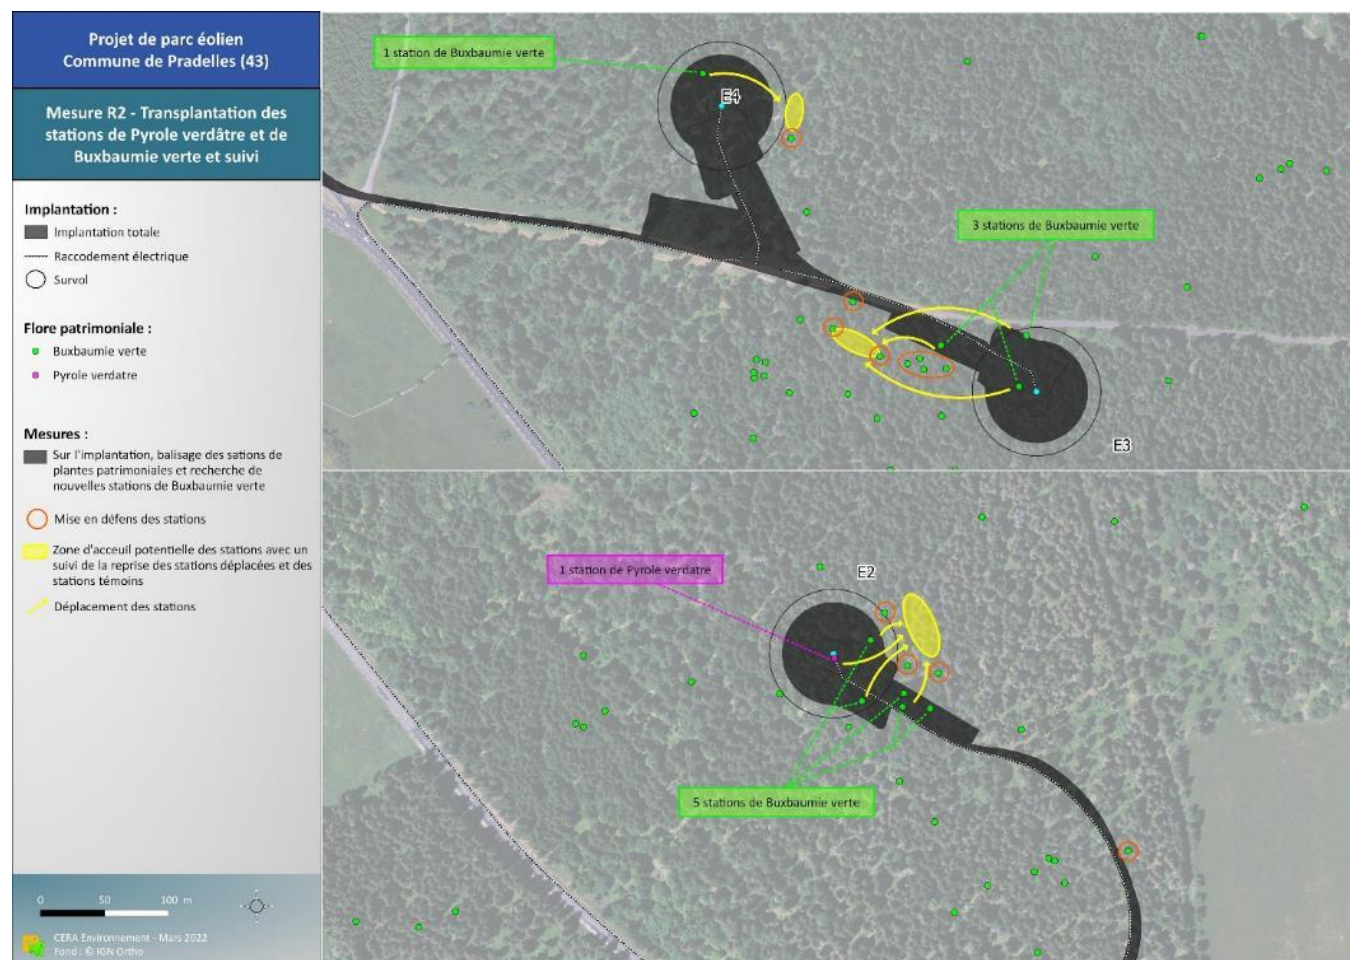 Projet de parc éolien
Commune de Pradelles (43)
Mesure R2 - Transplantation des
stations de Pyrole verdâtre et de
Buxbaumie verte et suivi
Implantation :
Implantation totale
Raccodement électrique
Survol
Flore patrimoniale :
Buxbaumie verte
Pyrole verdatre
Mesures :
Sur l'implantation, balisage des sations de
plantes patrimoniales et recherche de
nouvelles stations de Buxbaumie verte
Mise en défens des stations
Zone d'acceuil potentielle des stations avec un
suivi de la reprise des stations déplacées et des
stations témoins
Déplacement des stations
0 50 100 m
CERA Environnement - Mars 2022
Fond : © IGN Ortho
1 station de Buxbaumie verte
E4
3 stations de Buxbaumie verte
E3
1 station de Pyrole verdatre
E2
5 stations de Buxbaumie verte